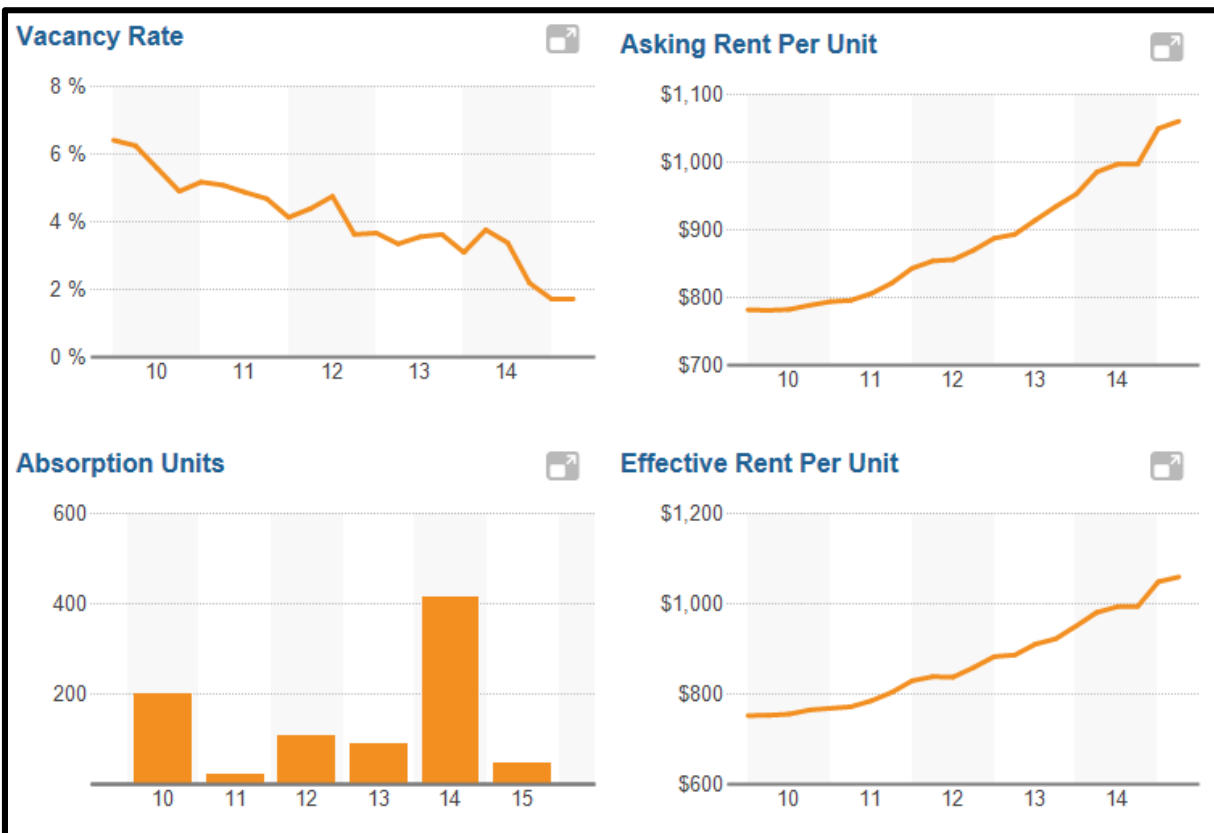 Vacancy Rate
8 %
6 %
4 %
2 %
0 %
10 11 12 13 14
Asking Rent Per Unit
$1,100
$1,000
$900
$800
$700
10 11 12 13 14
Absorption Units
600
400
200
10 11 12 13 14 15
Effective Rent Per Unit
$1,200
$1,000
$800
$600
10 11 12 13 14